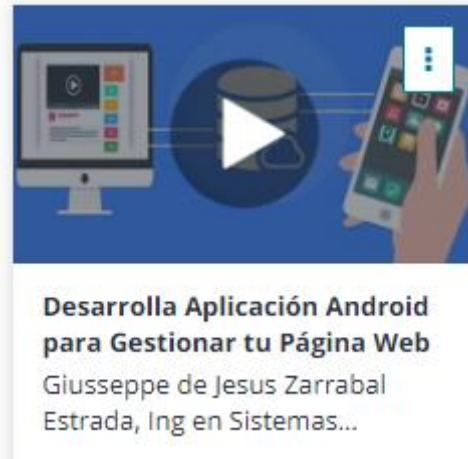 Desarrolla Aplicación Android
para Gestionar tu Página Web
Giusseppe de Jesus Zarrabal
Estrada, Ing en Sistemas...